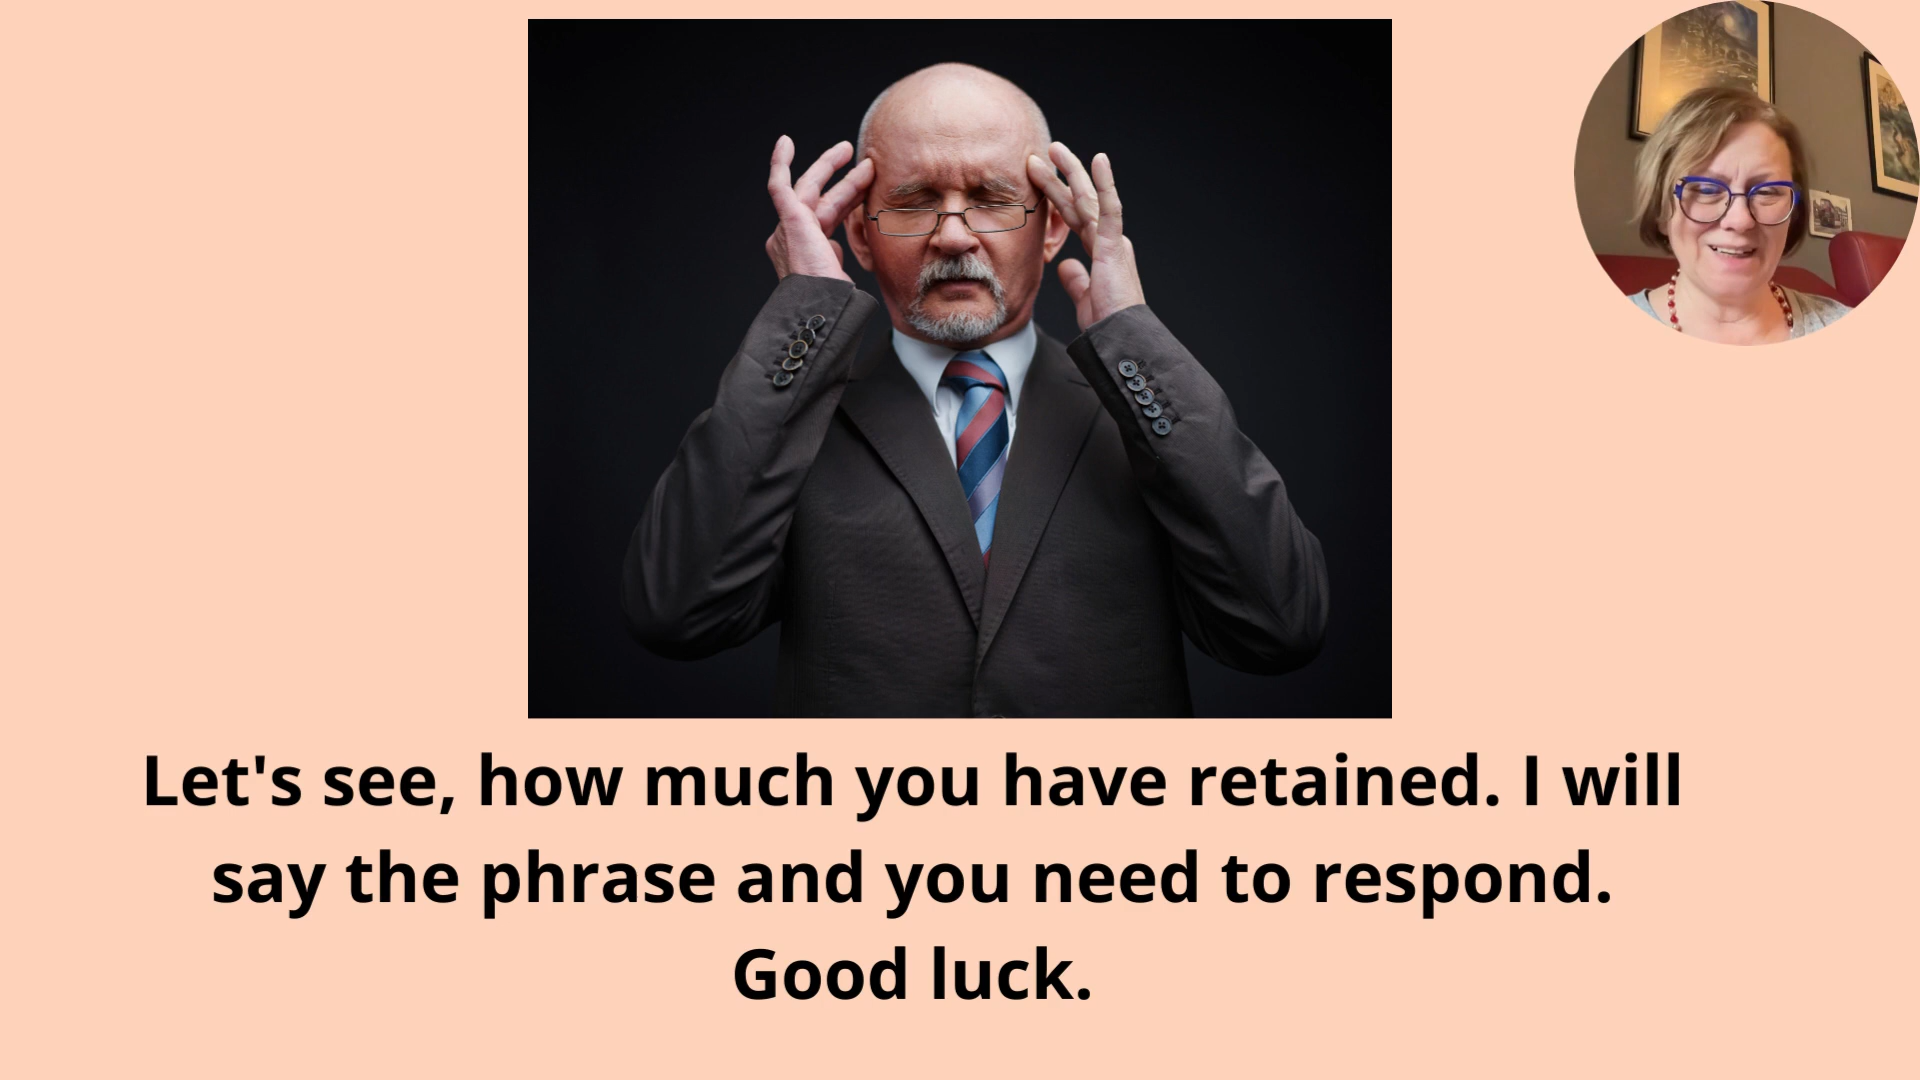 Let's see, how much you have retained. I will
say the phrase and you need to respond.
Good luck.